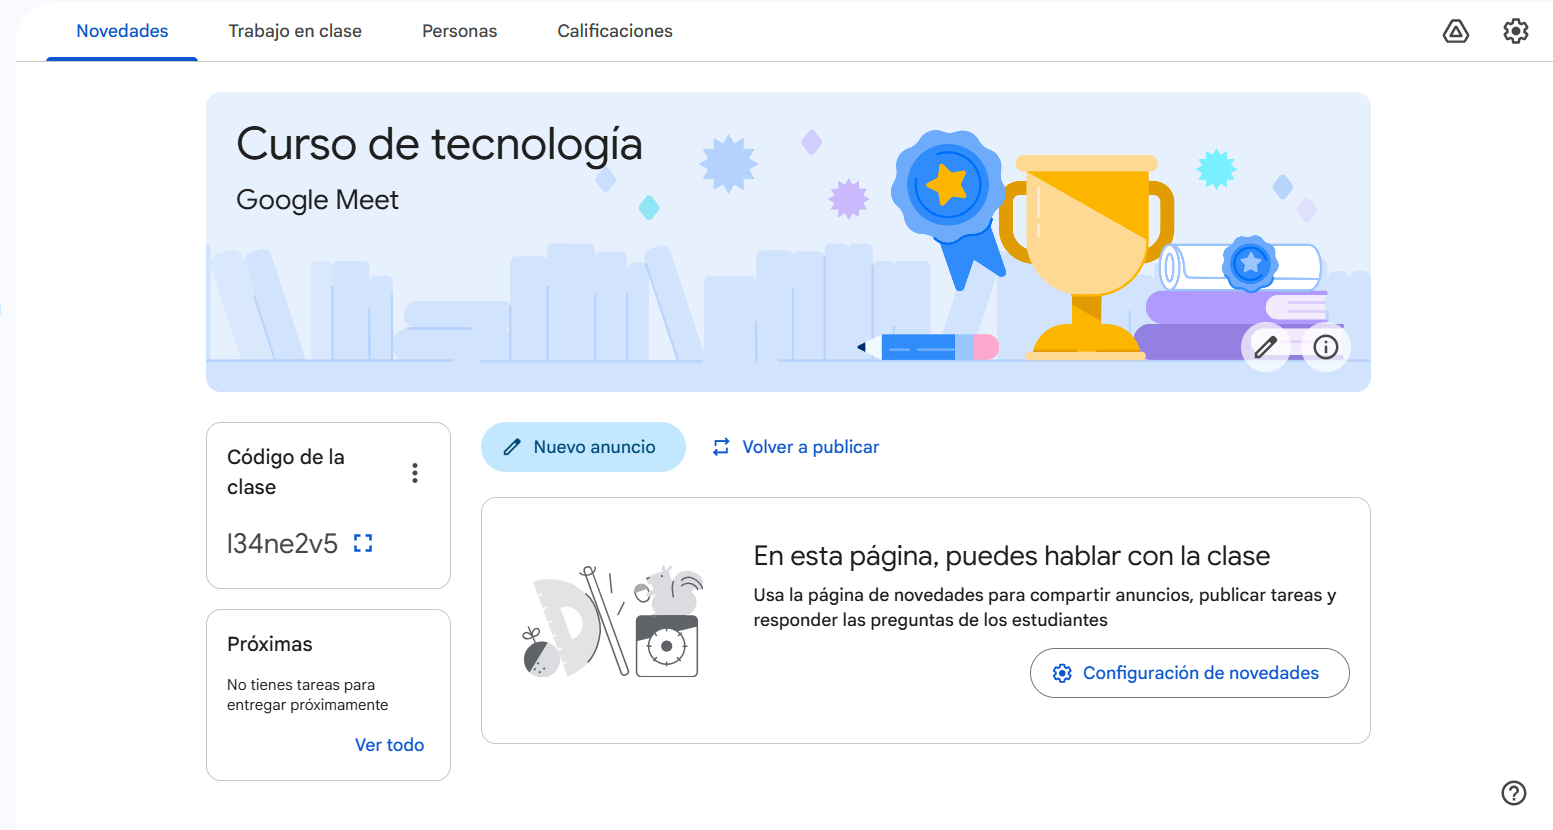 Novedades
Trabajo en clase
Personas
Calificaciones
Curso de tecnología
Google Meet
Código de la
clase
l34ne2v5
Nuevo anuncio
Volver a publicar
En esta página, puedes hablar con la clase
Usa la página de novedades para compartir anuncios, publicar tareas y
responder las preguntas de los estudiantes
Configuración de novedades
Próximas
No tienes tareas para
entregar próximamente
Ver todo